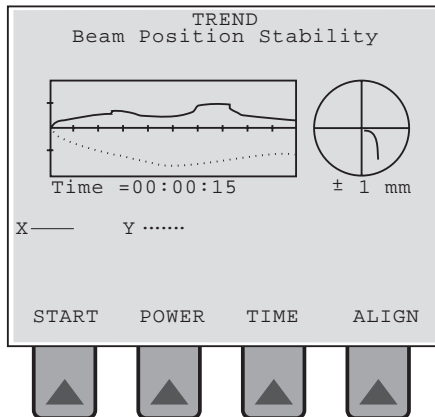 TREND
Beam Position Stability
Time =00:00:15
± 1 mm
X
Y
START POWER TIME ALIGN